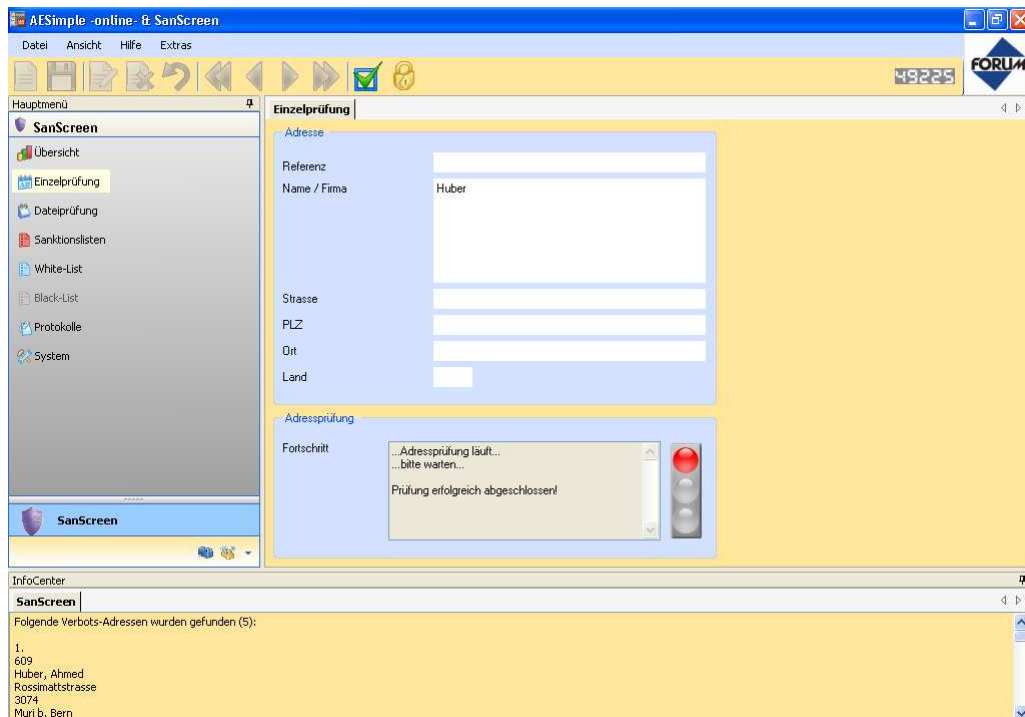 AESimple -online- & SanScreen
Datei Ansicht Hilfe Extras
49225
FORUM
Hauptmenü
SanScreen
Übersicht
Einzelprüfung
Dateiprüfung
Sanktionslisten
White-List
Black-List
Protokolle
System
SanScreen
Einzelprüfung
Adresse
Referenz
Name / Firma Huber
Strasse
PLZ
Ort
Land
Adressprüfung
Fortschritt
...Adressprüfung läuft...
...bitte warten...
Prüfung erfolgreich abgeschlossen!
InfoCenter
SanScreen
Folgende Verbots-Adressen wurden gefunden (5):
1.
609
Huber, Ahmed
Rossimattstrasse
3074
Muri b. Bern